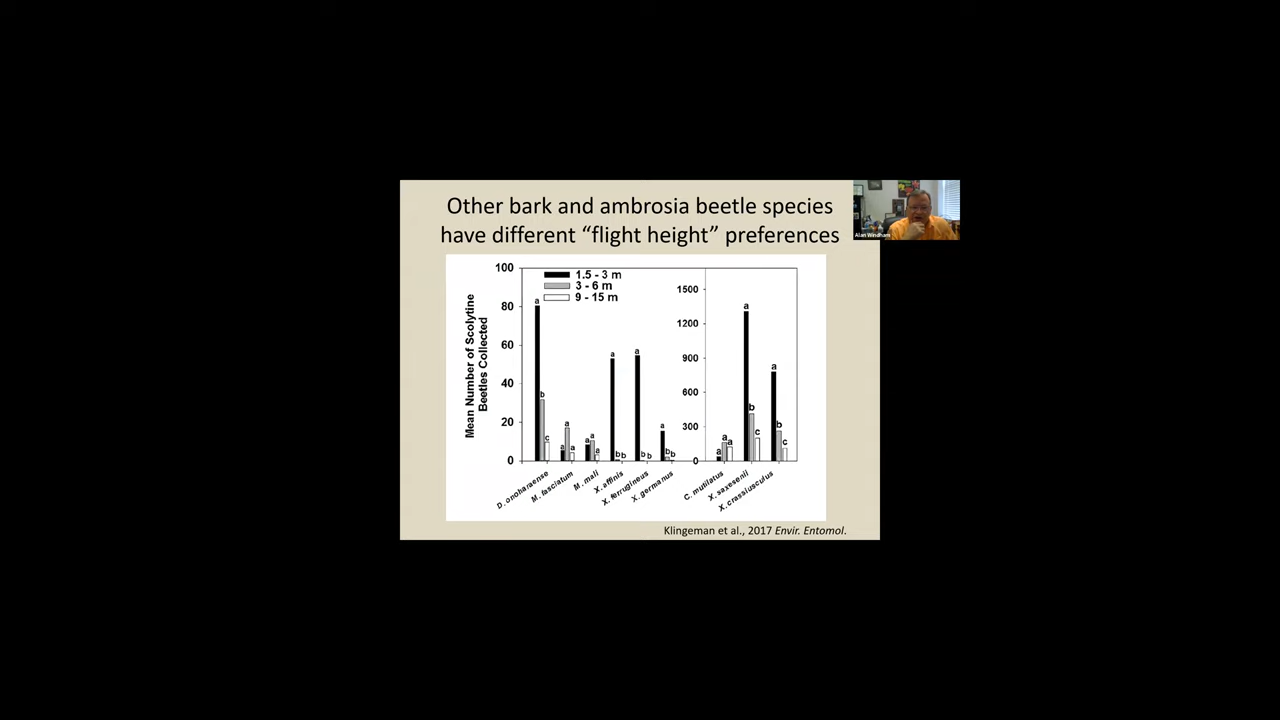 Other bark and ambrosia beetle species
have different “flight height” preferences
Alan Windham
Mean Number of Scolytine
Beetles Collected
100
80
60
40
20
0
1.5 - 3 m
3 - 6 m
9 - 15 m
1500
1200
900
600
300
0
a
b
c
a
a
a
a
a
a
a
b
b
a
b
b
a
b
b
a
a
a
a
b
c
a
b
c
D. onoharaense
M. fasciatum
M. mali
X. affinis
X. ferrugineus
X. germanus
C. mutilatus
X. saxesenii
X. crassiusculus
Klingeman et al., 2017 Envir. Entomol.